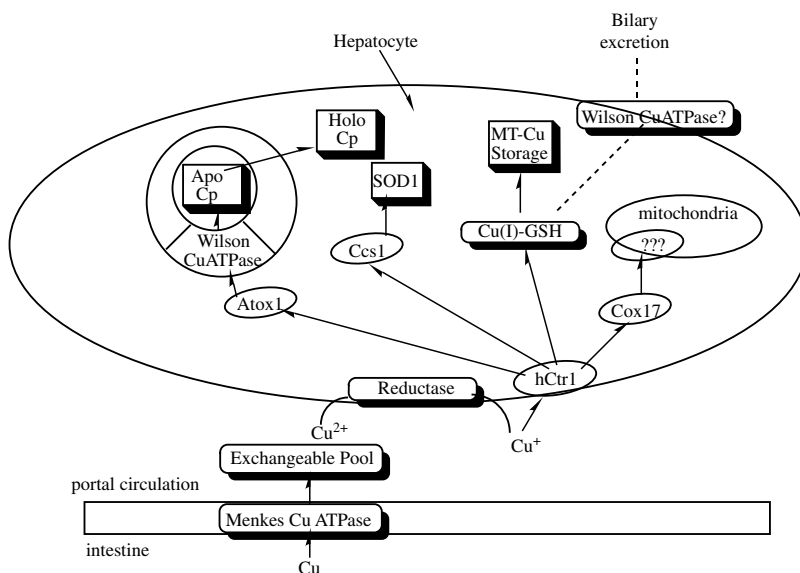 Hepatocyte
Bilary
excretion
Wilson CuATPase?
Holo
Cp
MT-Cu
Storage
Apo
Cp
SOD1
mitochondria
Wilson
CuATPase
Ccs1
Cu(I)-GSH
???
Atox1
Cox17
hCtr1
Reductase
Cu2+
Cu+
Exchangeable Pool
portal circulation
Menkes Cu ATPase
intestine
Cu